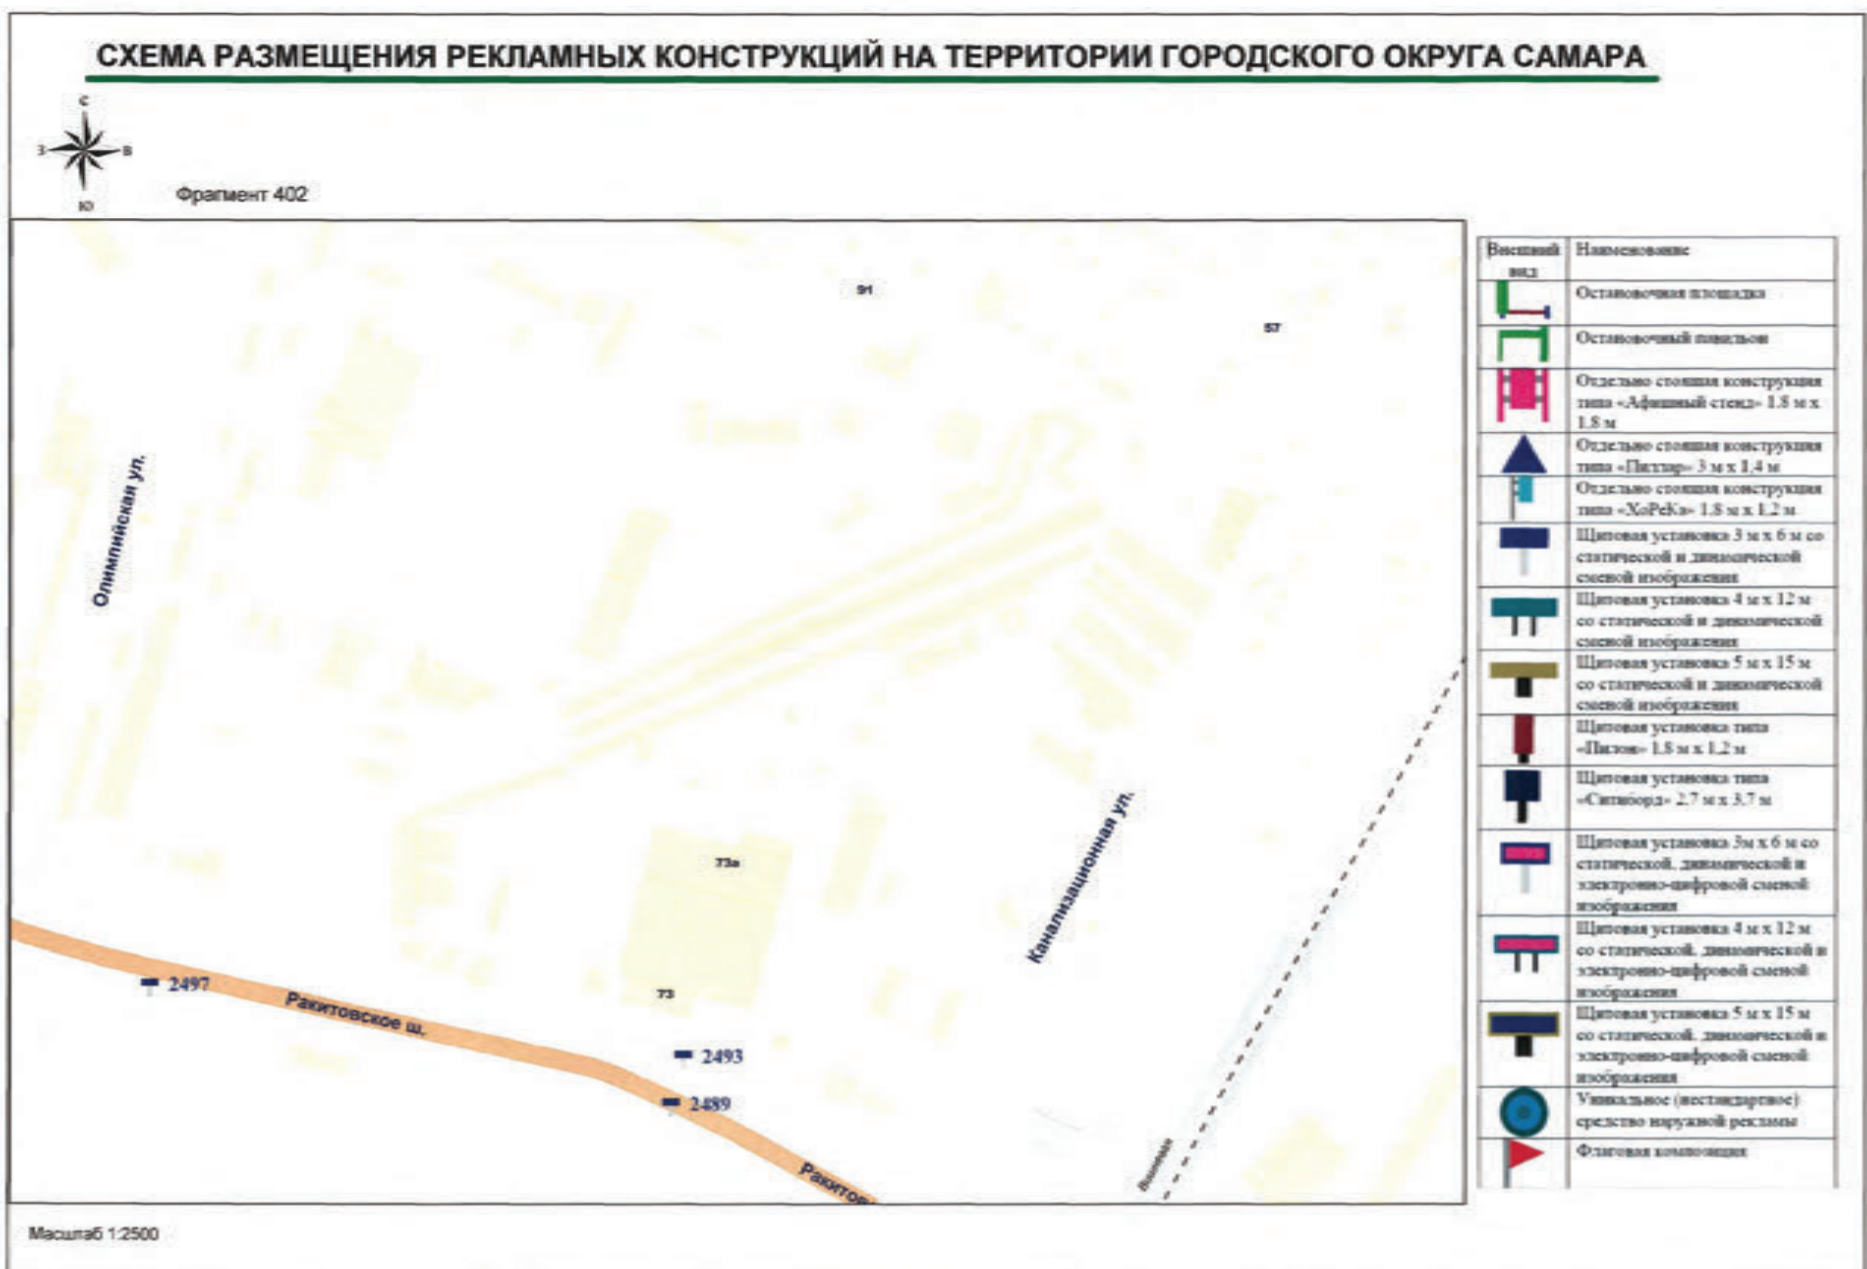 СХЕМА РАЗМЕЩЕНИЯ РЕКЛАМНЫХ КОНСТРУКЦИЙ НА ТЕРРИТОРИИ ГОРОДСКОГО ОКРУГА САМАРА
С
З В
Ю
Фрагмент 402
91
57
Олимпийская ул.
Канализационная ул.
73а
73
2497
Ракитовское ш.
2493
2489
Ракитов
Внешний вид
Наименование
Остановочная площадка
Остановочный павильон
Отдельно стоящая конструкция
типа «Афишный стенд» 1.8 м х
1.8 м
Отдельно стоящая конструкция
типа «Пиллар» 3 м х 1,4 м
Отдельно стоящая конструкция
типа «ХоРеКа» 1.8 м х 1.2 м
Щитовая установка 3 м х 6 м со
статической и динамической
сменой изображения
Щитовая установка 4 м х 12 м
со статической и динамической
сменой изображения
Щитовая установка 5 м х 15 м
со статической и динамической
сменой изображения
Щитовая установка типа
«Пилон» 1.8 м х 1.2 м
Щитовая установка типа
«Ситиборд» 2.7 м х 3.7 м
Щитовая установка 3м х 6 м со
статической, динамической и
электронно-цифровой сменой
изображения
Щитовая установка 4 м х 12 м
со статической, динамической и
электронно-цифровой сменой
изображения
Щитовая установка 5 м х 15 м
со статической, динамической и
электронно-цифровой сменой
изображения
Уникальное (нестандартное)
средство наружной рекламы
Флаговая композиция
Масштаб 1:2500